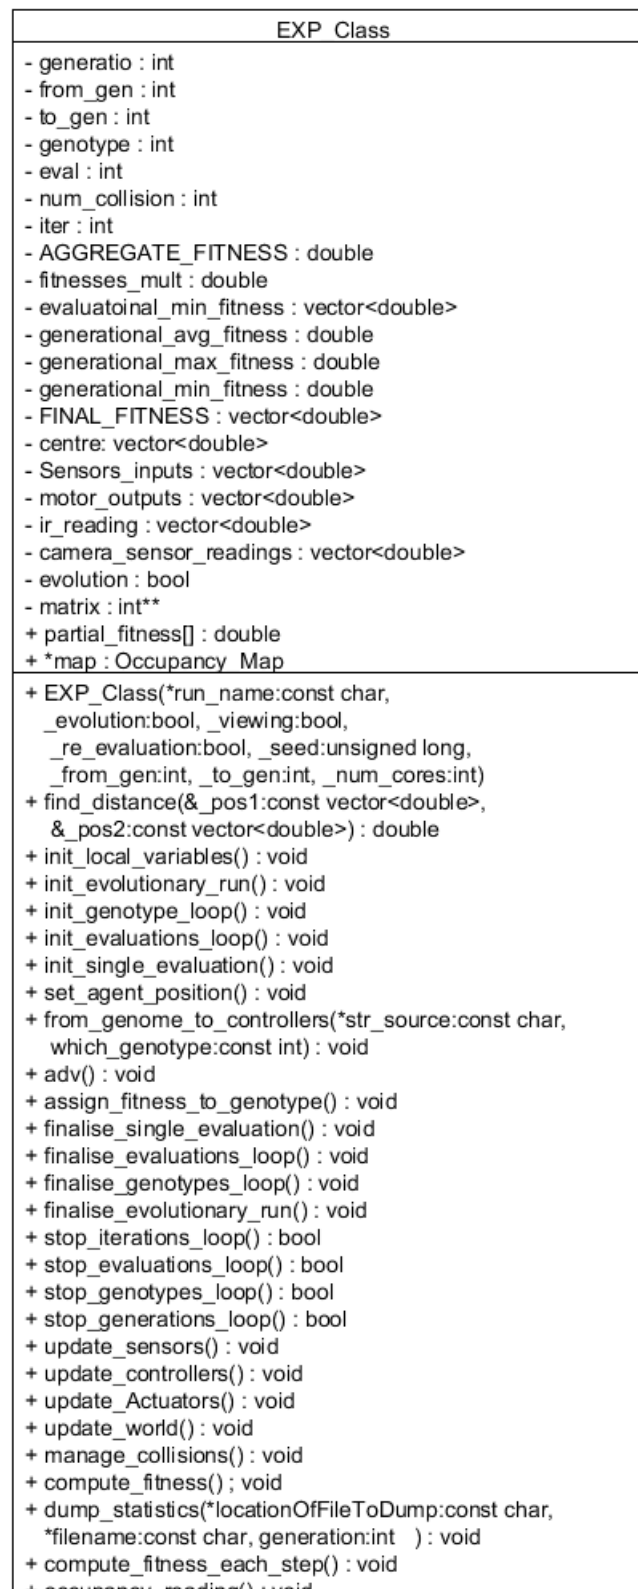 EXP_Class
- generatio : int
- from_gen : int
- to_gen : int
- genotype : int
- eval : int
- num_collision : int
- iter : int
- AGGREGATE_FITNESS : double
- fitnesses_mult : double
- evaluatoinal_min_fitness : vector<double>
- generational_avg_fitness : double
- generational_max_fitness : double
- generational_min_fitness : double
- FINAL_FITNESS : vector<double>
- centre: vector<double>
- Sensors_inputs : vector<double>
- motor_outputs : vector<double>
- ir_reading : vector<double>
- camera_sensor_readings : vector<double>
- evolution : bool
- matrix : int**
+ partial_fitness[] : double
+ *map : Occupancy_Map
+ EXP_Class(*run_name:const char,
_evolution:bool, _viewing:bool,
_re_evaluation:bool, _seed:unsigned long,
_from_gen:int, _to_gen:int, _num_cores:int)
+ find_distance(&_pos1:const vector<double>,
&_pos2:const vector<double>) : double
+ init_local_variables() : void
+ init_evolutionary_run() : void
+ init_genotype_loop() : void
+ init_evaluations_loop() : void
+ init_single_evaluation() : void
+ set_agent_position() : void
+ from_genome_to_controllers(*str_source:const char,
which_genotype:const int) : void
+ adv() : void
+ assign_fitness_to_genotype() : void
+ finalise_single_evaluation() : void
+ finalise_evaluations_loop() : void
+ finalise_genotypes_loop() : void
+ finalise_evolutionary_run() : void
+ stop_iterations_loop() : bool
+ stop_evaluations_loop() : bool
+ stop_genotypes_loop() : bool
+ stop_generations_loop() : bool
+ update_sensors() : void
+ update_controllers() : void
+ update_Actuators() : void
+ update_world() : void
+ manage_collisions() : void
+ compute_fitness() ; void
+ dump_statistics(*locationOfFileToDump:const char,
*filename:const char, generation:int ) : void
+ compute_fitness_each_step() : void